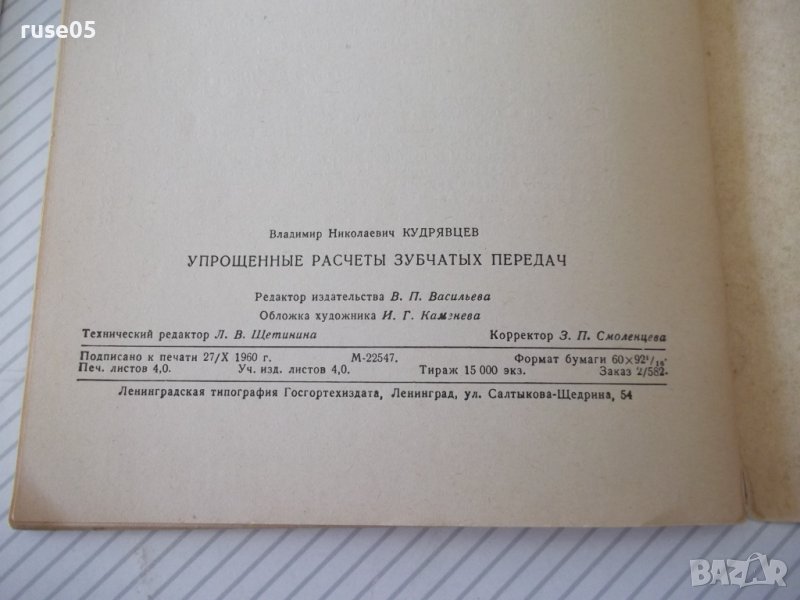 ruse05
Владимир Николаевич КУДРЯВЦЕВ
УПРОЩЕННЫЕ РАСЧЕТЫ ЗУБЧАТЫХ ПЕРЕДАЧ
Редактор издательства В. П. Васильева
Обложка художника И. Г. Камэнева
Технический редактор Л. В. Щетинина Корректор З. П. Смоленцева
Подписано к печати 27/X 1960 г. М-22547. Формат бумаги 60×92¹/₁₆.
Печ. листов 4,0. Уч. изд. листов 4,0. Тираж 15 000 экз. Заказ 2/582.
Ленинградская типография Госгортехиздата, Ленинград, ул. Салтыкова-Щедрина, 54
BAZAR